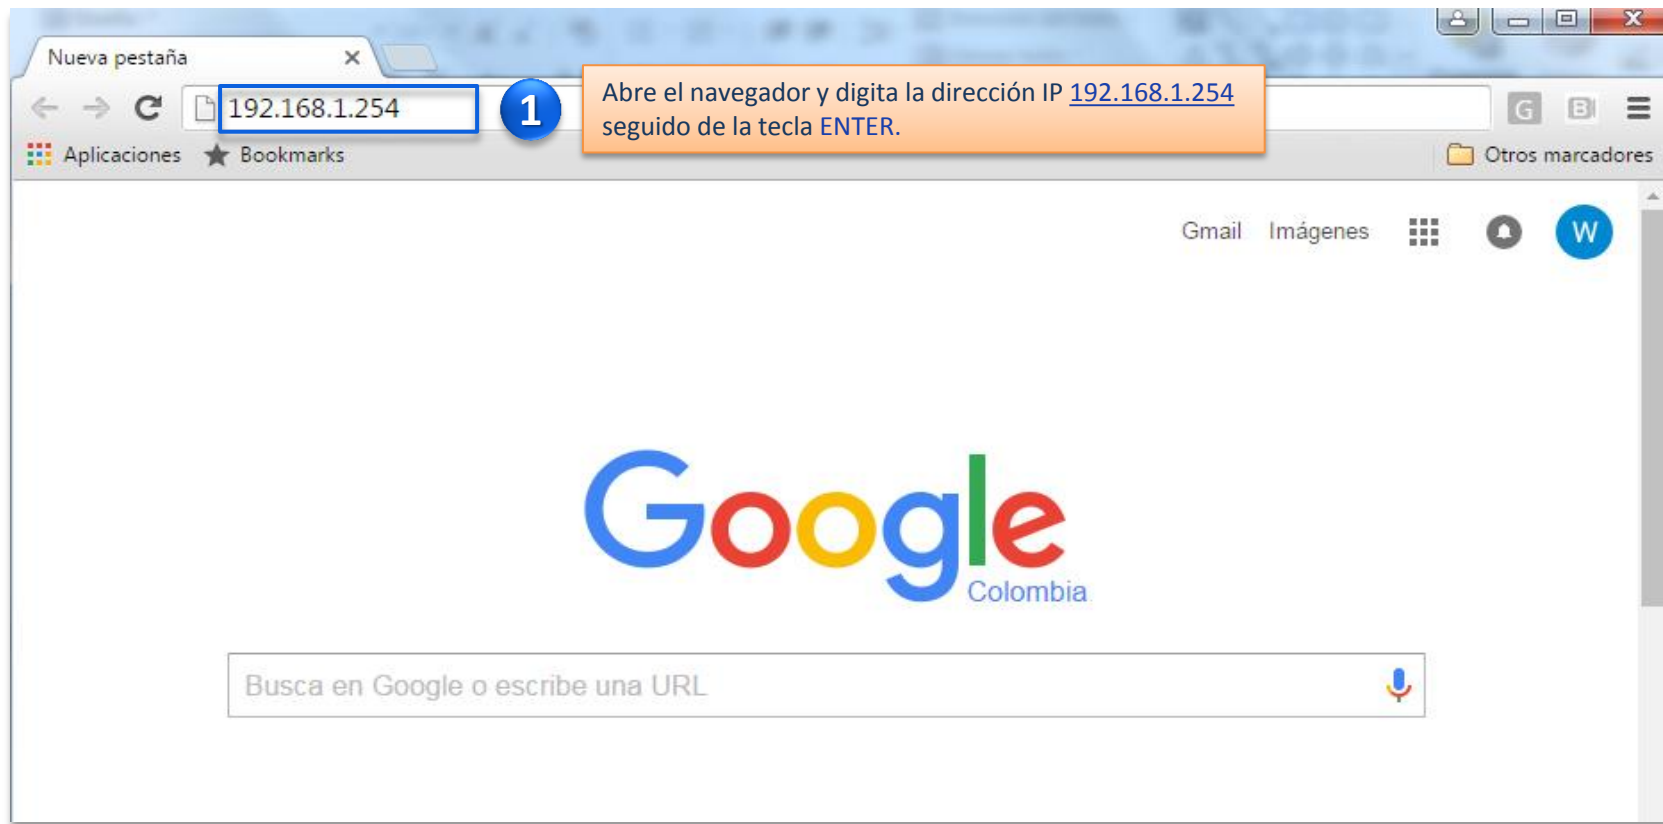 Nueva pestaña
192.168.1.254
1
Abre el navegador y digita la dirección IP 192.168.1.254
seguido de la tecla ENTER.
G
B
Aplicaciones
Bookmarks
Otros marcadores
Gmail
Imágenes
W
Google
Colombia
Busca en Google o escribe una URL